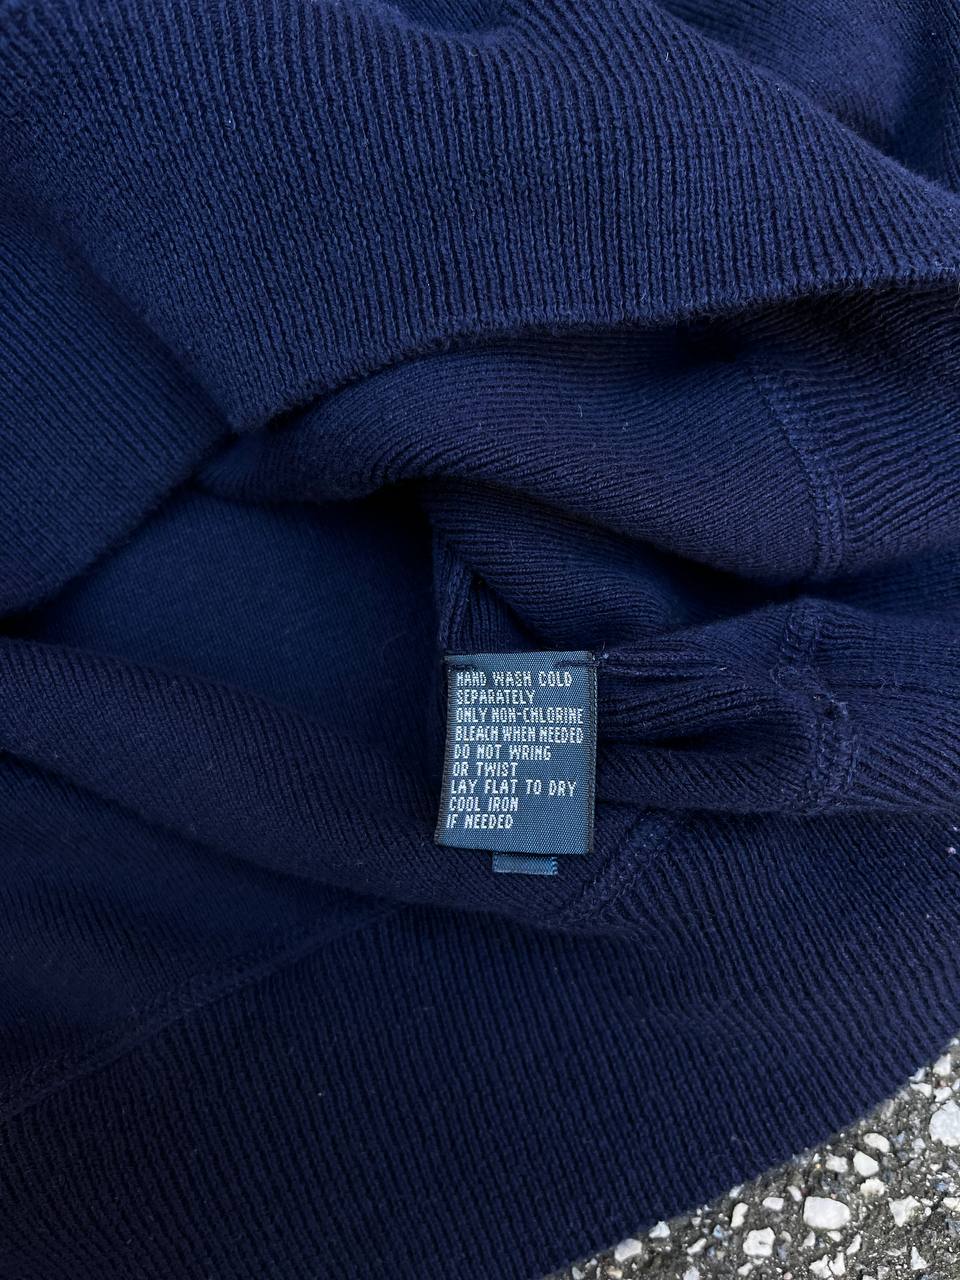 HAND WASH COLD
SEPARATELY
ONLY NON-CHLORINE
BLEACH WHEN NEEDED
DO NOT WRING
OR TWIST
LAY FLAT TO DRY
COOL IRON
IF NEEDED